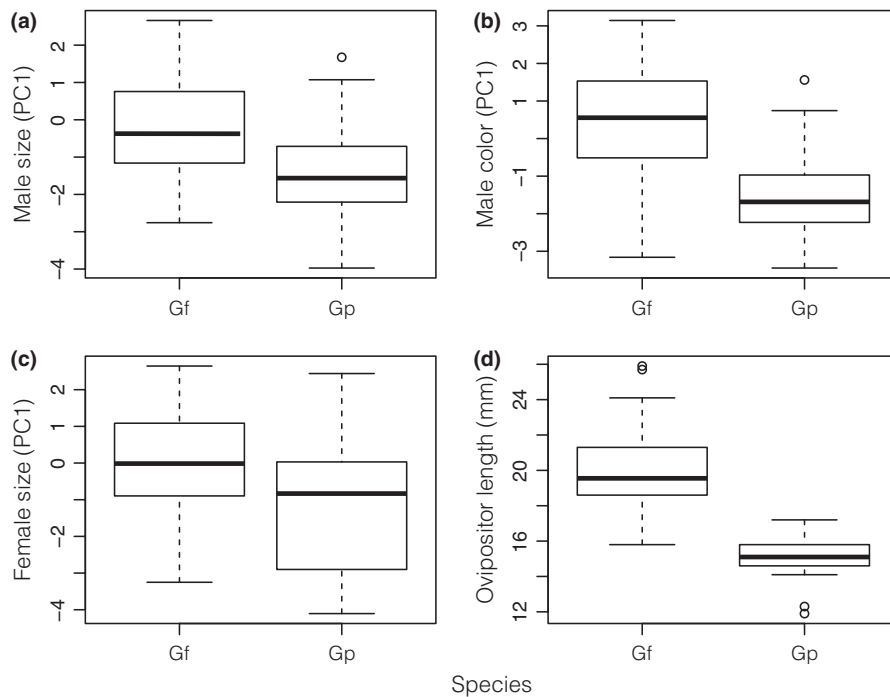 (a)
Male size (PC1)
2
1
0
−2
−4
Gf
Gp
(b)
Male color (PC1)
3
1
−1
−3
Gf
Gp
(c)
Female size (PC1)
2
1
0
−2
−4
Gf
Gp
(d)
Ovipositor length (mm)
24
20
16
12
Gf
Gp
Species